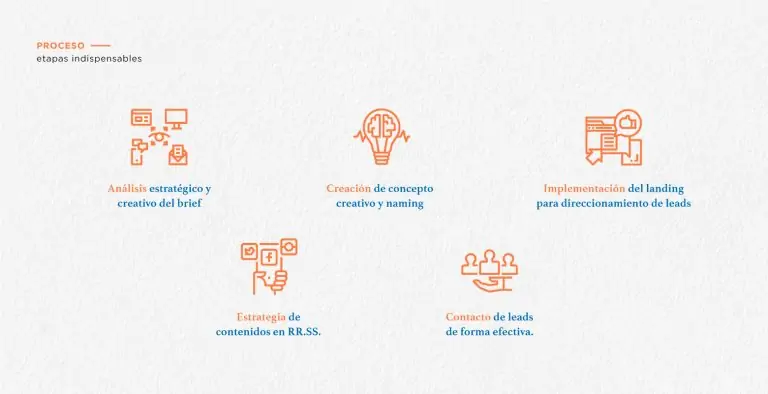 PROCESO
etapas indispensables
Análisis estratégico y
creativo del brief
Creación de concepto
creativo y naming
Implementación del landing
para direccionamiento de leads
Estrategia de
contenidos en RR.SS.
Contacto de leads
de forma efectiva.